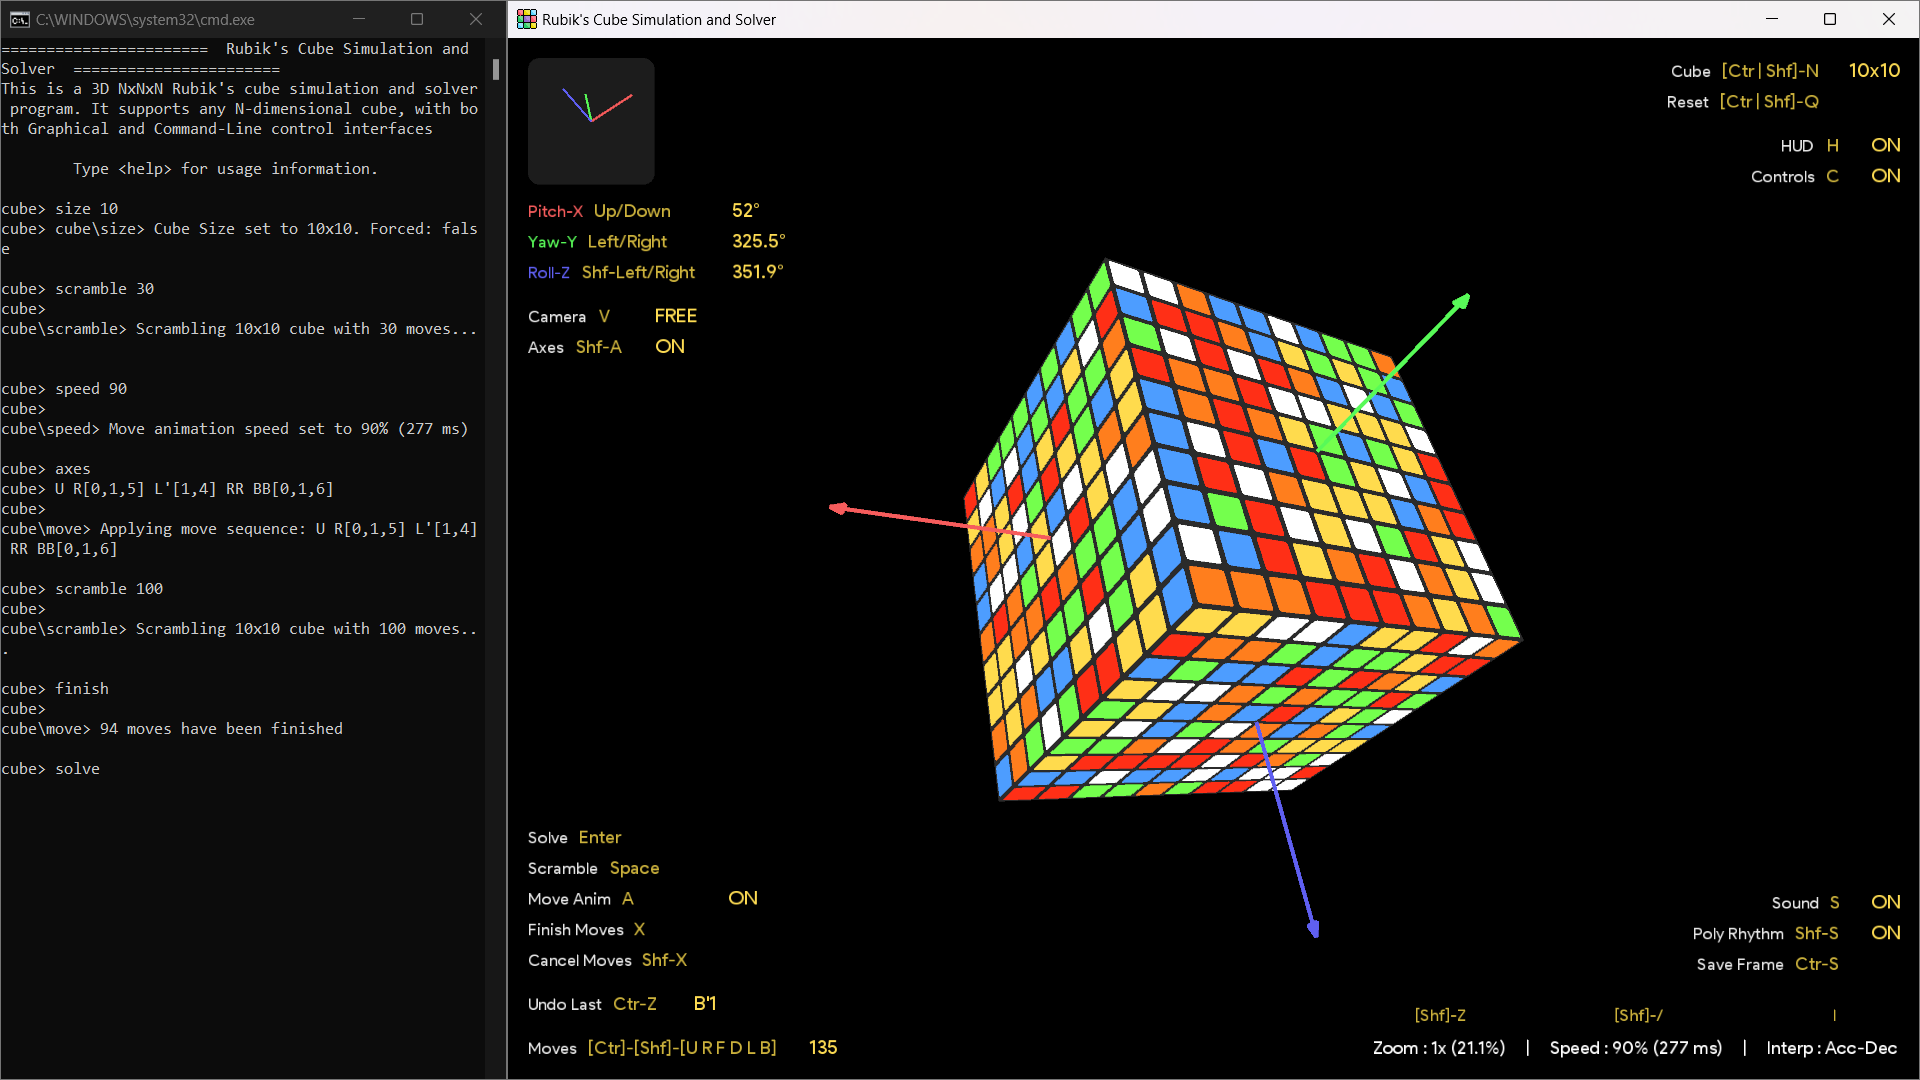 C:\WINDOWS\system32\cmd.exe
======================= Rubik's Cube Simulation and
Solver =======================
This is a 3D NxNxN Rubik's cube simulation and solver
program. It supports any N-dimensional cube, with bo
th Graphical and Command-Line control interfaces
Type <help> for usage information.
cube> size 10
cube> cube\size> Cube Size set to 10x10. Forced: fals
e
cube> scramble 30
cube>
cube\scramble> Scrambling 10x10 cube with 30 moves...
cube> speed 90
cube>
cube\speed> Move animation speed set to 90% (277 ms)
cube> axes
cube> U R[0,1,5] L'[1,4] RR BB[0,1,6]
cube>
cube\move> Applying move sequence: U R[0,1,5] L'[1,4]
RR BB[0,1,6]
cube> scramble 100
cube>
cube\scramble> Scrambling 10x10 cube with 100 moves..
.
cube> finish
cube>
cube\move> 94 moves have been finished
cube> solve
Rubik's Cube Simulation and Solver
Pitch-X Up/Down 52°
Yaw-Y Left/Right 325.5°
Roll-Z Shf-Left/Right 351.9°
Camera V FREE
Axes Shf-A ON
Cube [Ctr|Shf]-N 10x10
Reset [Ctr|Shf]-Q
HUD H ON
Controls C ON
Solve Enter
Scramble Space
Move Anim A ON
Finish Moves X
Cancel Moves Shf-X
Undo Last Ctr-Z B'1
Moves [Ctr]-[Shf]-[U R F D L B] 135
Sound S ON
Poly Rhythm Shf-S ON
Save Frame Ctr-S
[Shf]-Z [Shf]-/ I
Zoom : 1x (21.1%) | Speed : 90% (277 ms) | Interp : Acc-Dec